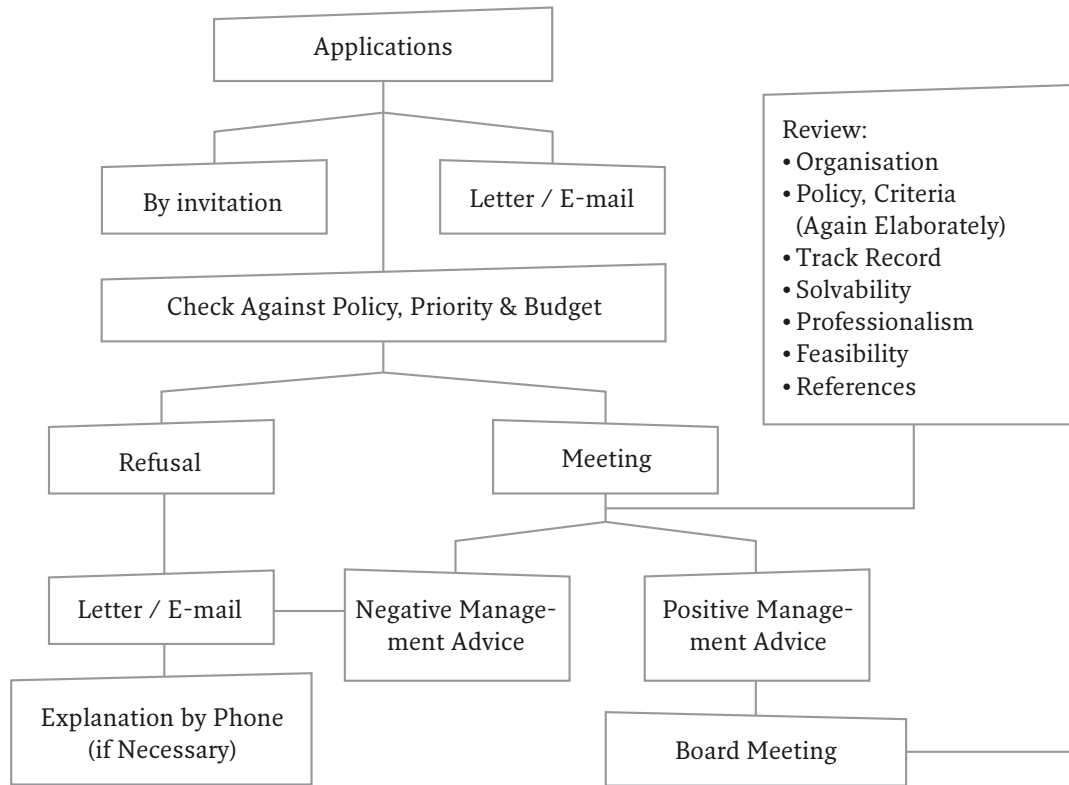 Applications
By invitation
Letter / E-mail
Check Against Policy, Priority & Budget
Review:
• Organisation
• Policy, Criteria
(Again Elaborately)
• Track Record
• Solvability
• Professionalism
• Feasibility
• References
Refusal
Meeting
Letter / E-mail
Negative Manage-
ment Advice
Positive Manage-
ment Advice
Explanation by Phone
(if Necessary)
Board Meeting